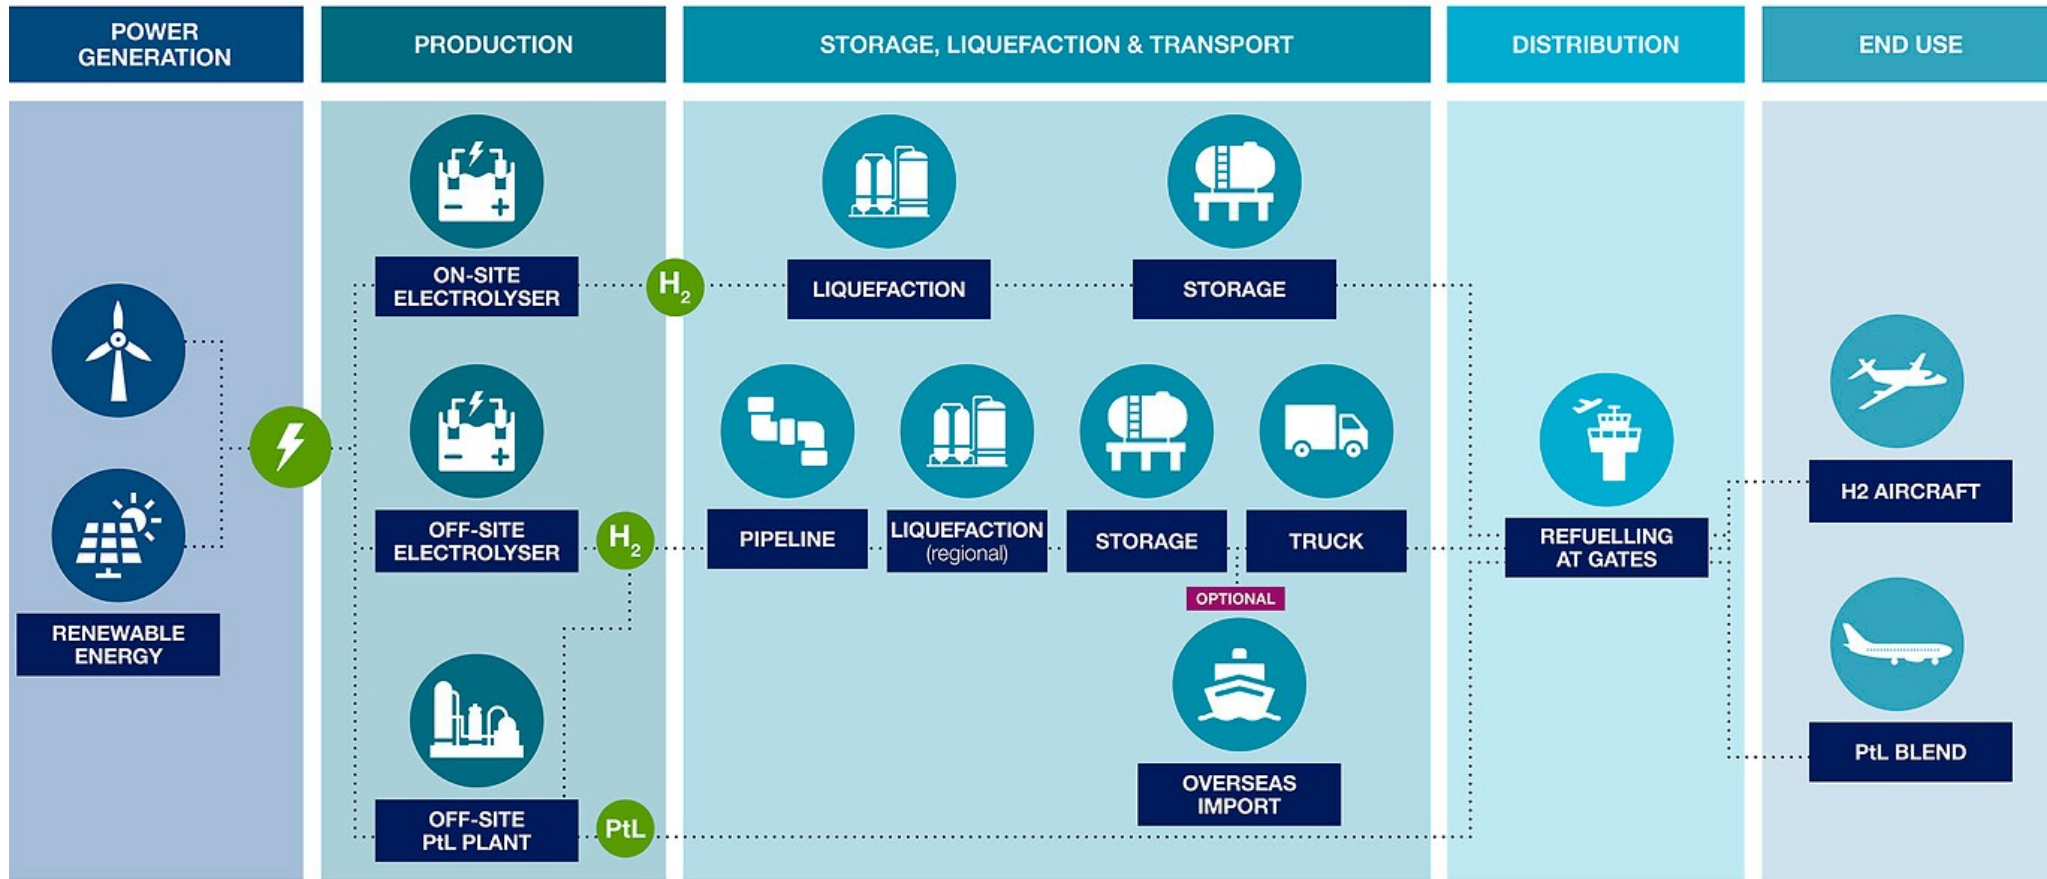 POWER
GENERATION
PRODUCTION
STORAGE, LIQUEFACTION & TRANSPORT
DISTRIBUTION
END USE
RENEWABLE
ENERGY
- +
ON-SITE
ELECTROLYSER
H2
LIQUEFACTION
STORAGE
- +
OFF-SITE
ELECTROLYSER
H2
PIPELINE
LIQUEFACTION
(regional)
STORAGE
TRUCK
OPTIONAL
OVERSEAS
IMPORT
OFF-SITE
PtL PLANT
PtL
REFUELLING
AT GATES
H2 AIRCRAFT
PtL BLEND